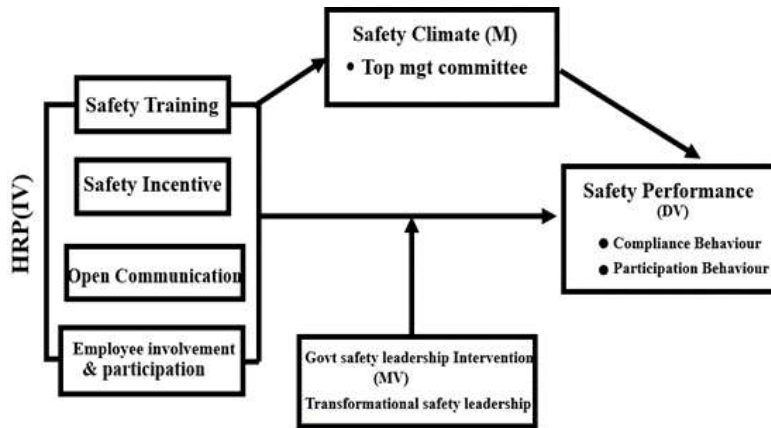 Safety Climate (M)
• Top mgt committee
Safety Training
Safety Incentive
HRP(IV)
Open Communication
Employee involvement
& participation
Safety Performance
(DV)
● Compliance Behaviour
● Participation Behaviour
Govt safety leadership Intervention
(MV)
Transformational safety leadership